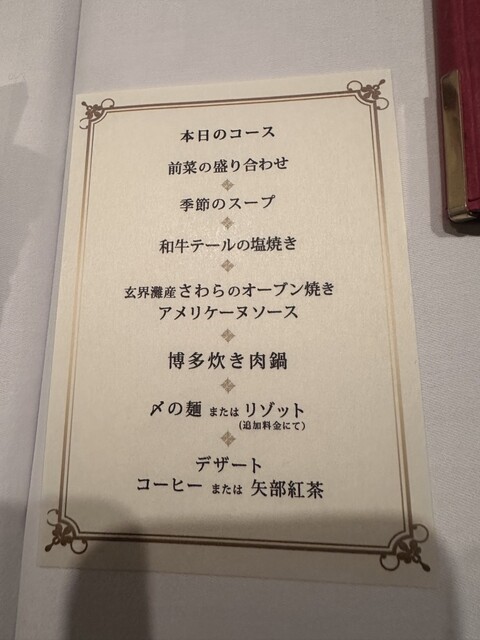 本日のコース
前菜の盛り合わせ
季節のスープ
和牛テールの塩焼き
玄界灘産さわらのオーブン焼き
アメリケーヌソース
博多炊き肉鍋
〆の麺 または リゾット
(追加料金にて)
デザート
コーヒー または 矢部紅茶